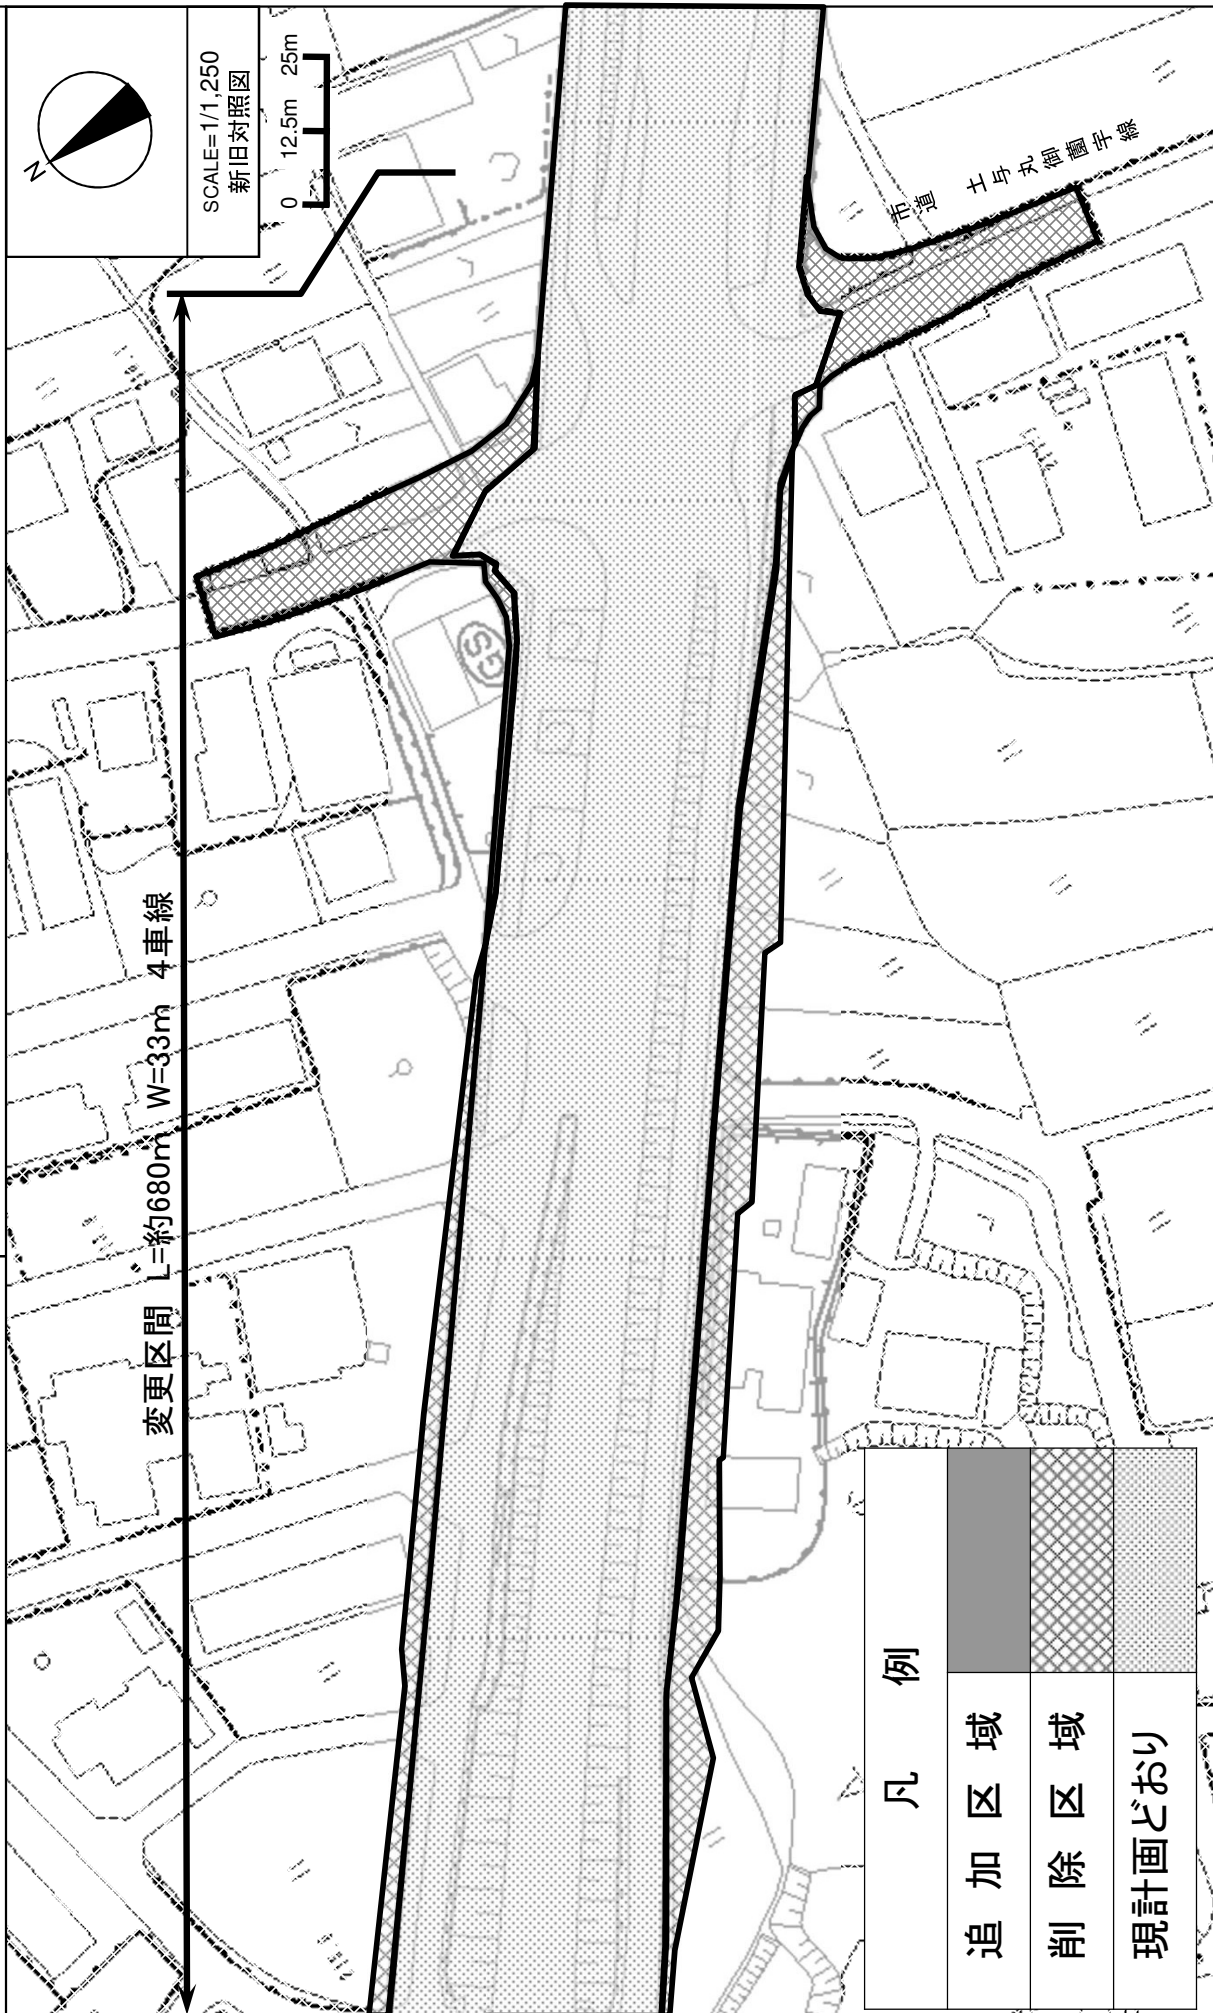 N
SCALE=1/1,250
新旧対照図
0 12.5m 25m
変更区間 L=約680m W=33m 4車線
市道 土与丸御薗宇線
GS
凡例
追加区域
削除区域
現計画どおり